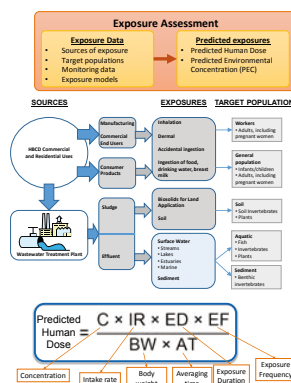 Exposure Assessment
Exposure Data
• Sources of exposure
• Target populations
• Monitoring data
• Exposure models
Predicted exposures
• Predicted Human Dose
• Predicted Environmental
Concentration (PEC)
SOURCES
EXPOSURES
TARGET POPULATION
HBCD Commercial
and Residential Uses
Manufacturing
Commercial
End Users
Consumer
Products
Inhalation
Dermal
Accidental ingestion
Ingestion of food,
drinking water, breast
milk
Workers
• Adults, including
pregnant women
General
population
• Infants/children
• Adults, including
pregnant women
Wastewater Treatment Plant
Sludge
Effluent
Biosolids for Land
Application
Soil
Soil
• Soil Invertebrates
• Plants
Surface Water
• Streams
• Lakes
• Estuaries
• Marine
Sediment
Aquatic
• Fish
• Invertebrates
• Plants
Sediment
• Benthic
invertebrates
Predicted
Human
Dose
=
C × IR × ED × EF
BW × AT
Concentration
Intake rate
Body
weight
Averaging
time
Exposure
Duration
Exposure
Frequency